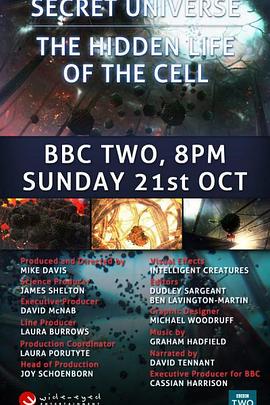 SECRET UNIVERSE
THE HIDDEN LIFE
OF THE CELL
BBC TWO, 8PM
SUNDAY 21st OCT
Produced and Directed by
MIKE DAVIS
Science Producer
JAMES SHELTON
Executive Producer
DAVID McNAB
Line Producer
LAURA BURROWS
Production Coordinator
LAURA PORUTYTE
Head of Production
JOY SCHOENBORN
Visual Effects
INTELLIGENT CREATURES
Editors
DUDLEY SARGEANT
BEN LAVINGTON-MARTIN
Graphic Designer
MICHAEL WOODRUFF
Music by
GRAHAM HADFIELD
Narrated by
DAVID TENNANT
Executive Producer for BBC
CASSIAN HARRISON
wide-eyed
ENTERTAINMENT
BBC
TWO